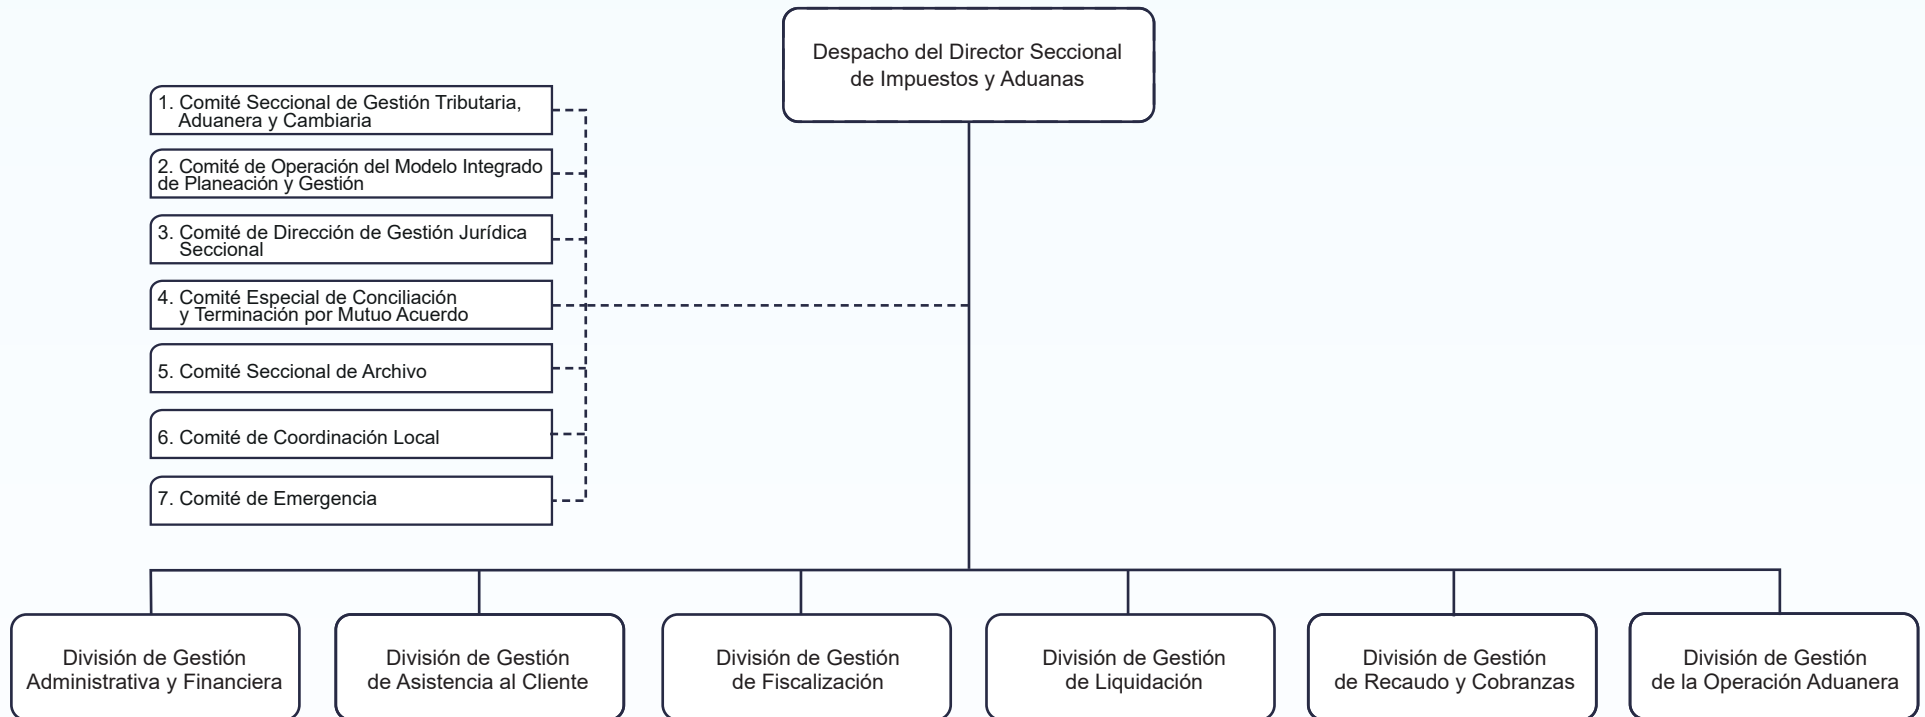 Despacho del Director Seccional
de Impuestos y Aduanas
1. Comité Seccional de Gestión Tributaria,
Aduanera y Cambiaria
2. Comité de Operación del Modelo Integrado
de Planeación y Gestión
3. Comité de Dirección de Gestión Jurídica
Seccional
4. Comité Especial de Conciliación
y Terminación por Mutuo Acuerdo
5. Comité Seccional de Archivo
6. Comité de Coordinación Local
7. Comité de Emergencia
División de Gestión
Administrativa y Financiera
División de Gestión
de Asistencia al Cliente
División de Gestión
de Fiscalización
División de Gestión
de Liquidación
División de Gestión
de Recaudo y Cobranzas
División de Gestión
de la Operación Aduanera